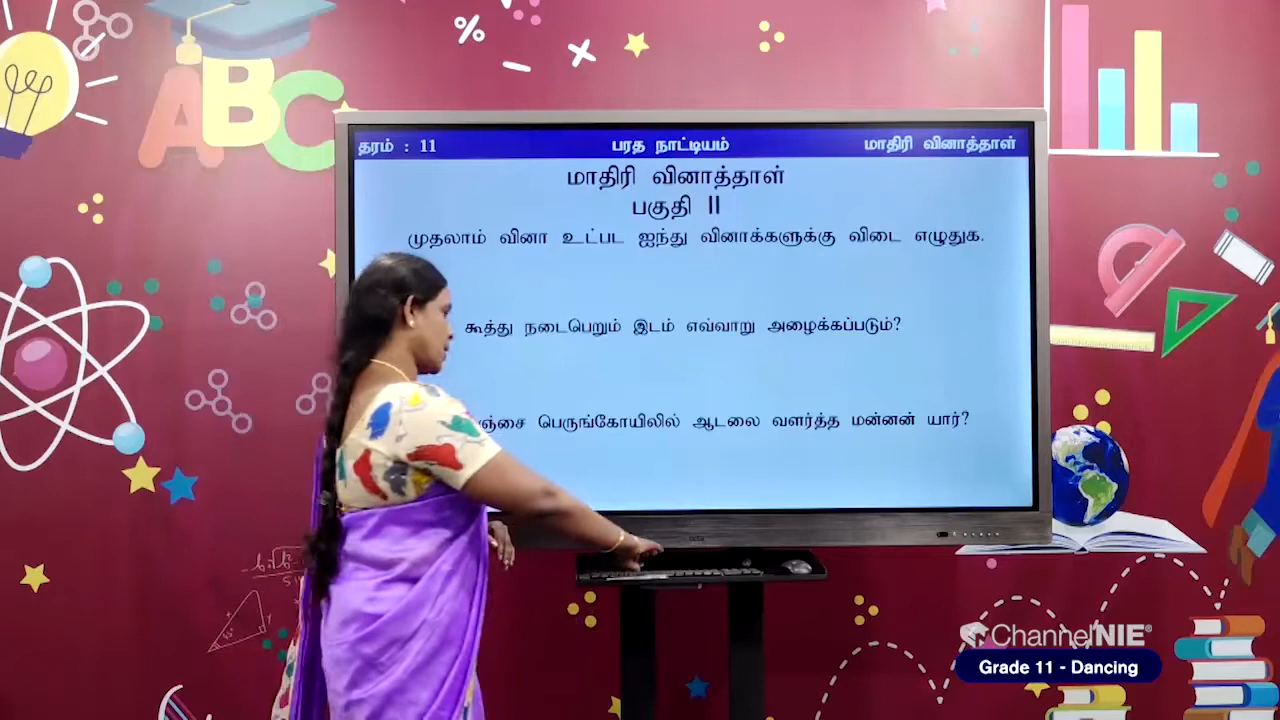 ABC
தரம் : 11 பரத நாட்டியம் மாதிரி வினாத்தாள்
மாதிரி வினாத்தாள்
பகுதி II
முதலாம் வினா உட்பட ஐந்து வினாக்களுக்கு விடை எழுதுக.
கூத்து நடைபெறும் இடம் எவ்வாறு அழைக்கப்படும்?
பெருங்கோயிலில் ஆடலை வளர்த்த மன்னன் யார்?
ChannelNIE®
Grade 11 - Dancing